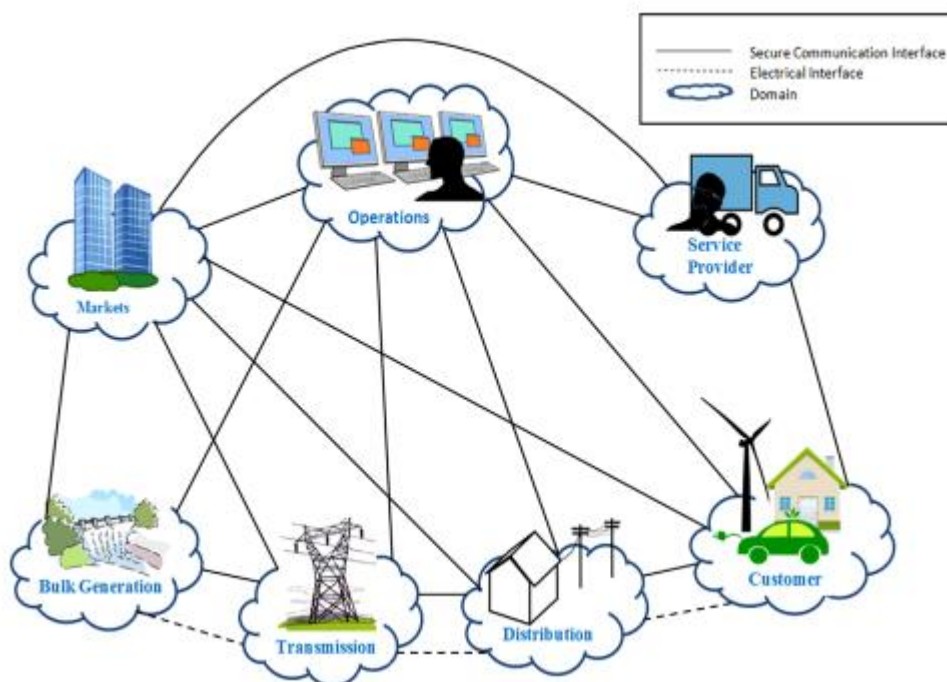 Secure Communication Interface
Electrical Interface
Domain
Operations
Service
Provider
Markets
Bulk Generation
Transmission
Distribution
Customer